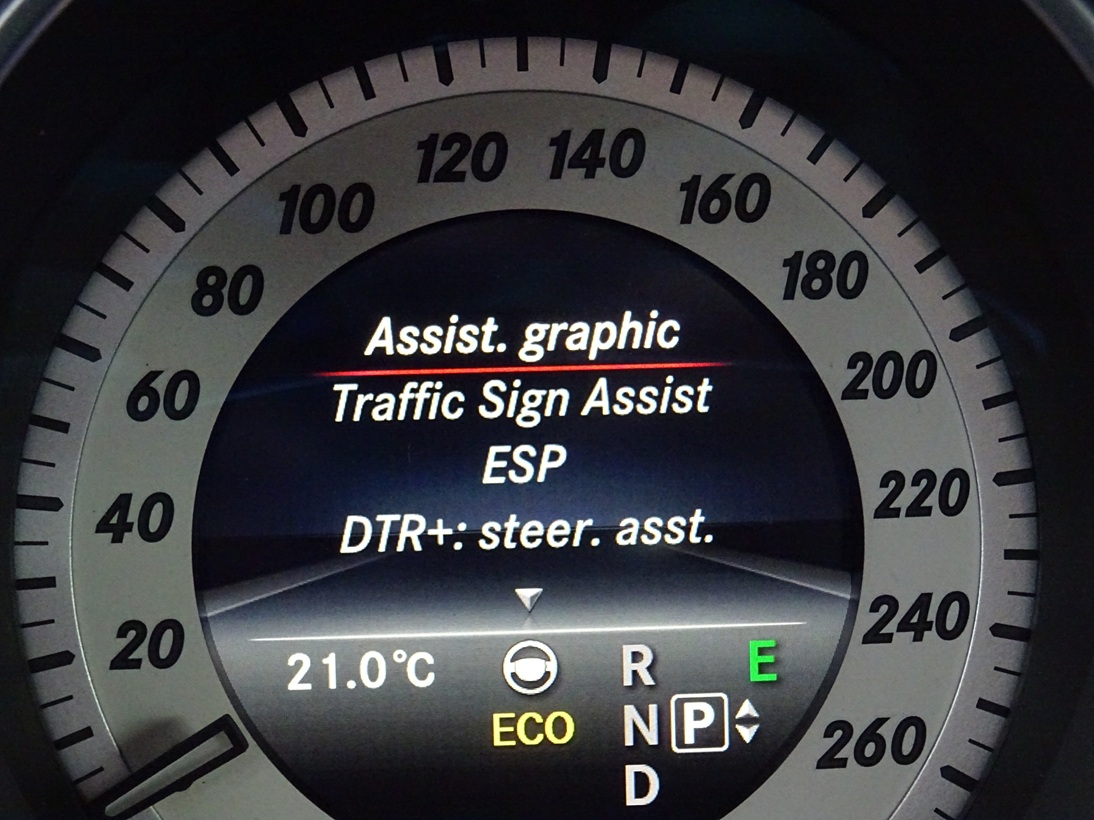 20
40
60
80
100
120
140
160
180
200
220
240
260
Assist. graphic
Traffic Sign Assist
ESP
DTR+: steer. asst.
21.0°C
R
E
ECO
N P
D